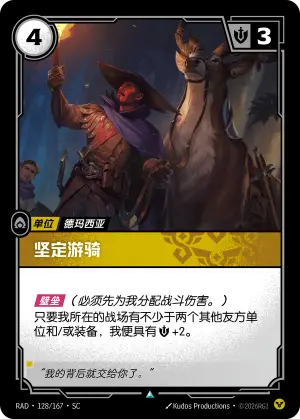 4
3
单位 德玛西亚
坚定游骑
壁垒（必须先为我分配战斗伤害。）
只要我所在的战场有不少于两个其他友方单
位和/或装备，我便具有 +2。
"我的背后就交给你了。"
RAD • 128/167 • SC
Kudos Productions • ©2026RG1